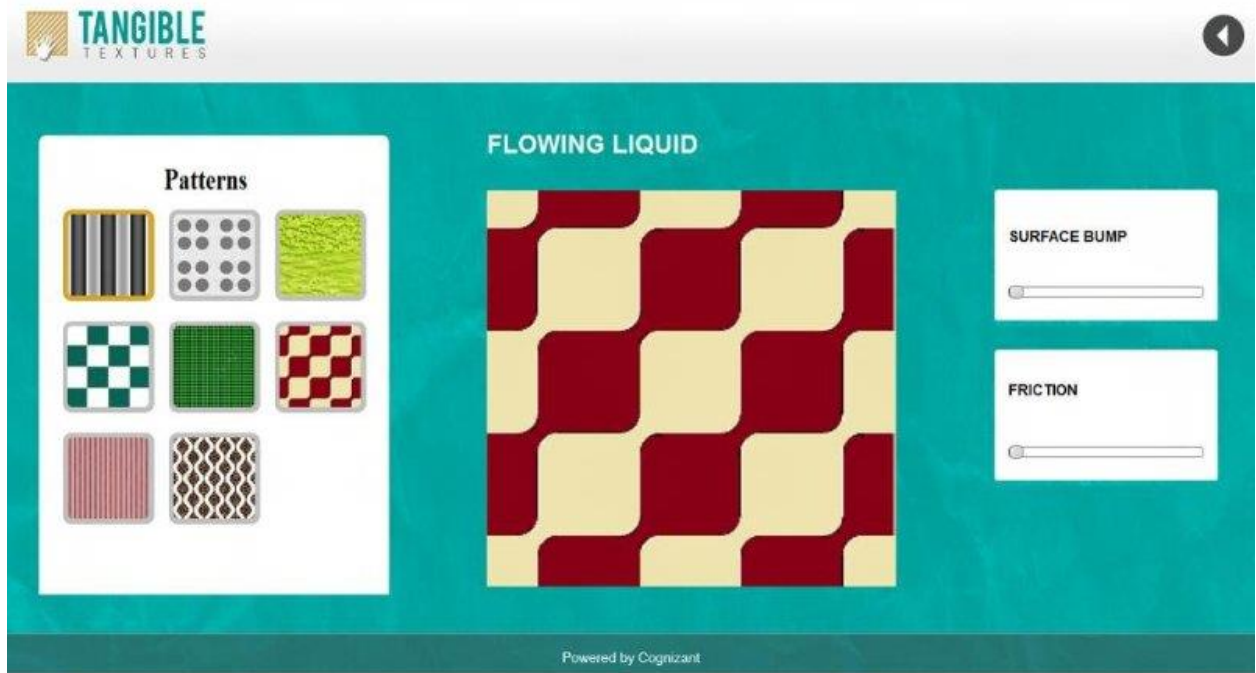 TANGIBLE
TEXTURES
Patterns
FLOWING LIQUID
SURFACE BUMP
FRICTION
Powered by Cognizant